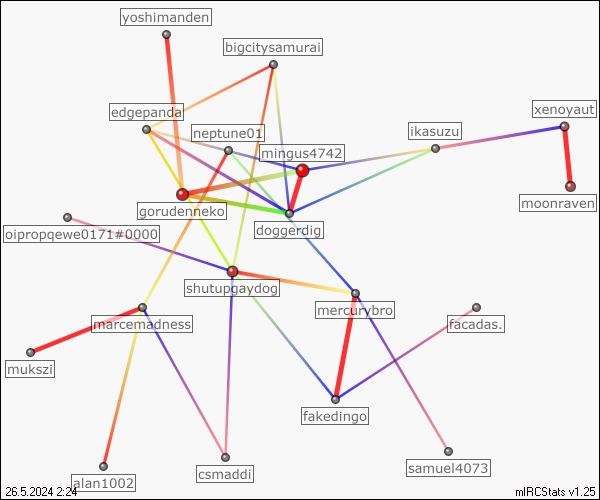 yoshimanden
bigcitysamurai
edgepanda
xenoyaut
neptune01
ikasuzu
mingus4742
moonraven
gorudenneko
doggerdig
oipropqewe0171#0000
shutupgaydog
mercurybro
marcemadness
facadas.
mukszi
fakedingo
csmaddi
samuel4073
alan1002
26.5.2024 2:24
mIRCStats v1.25